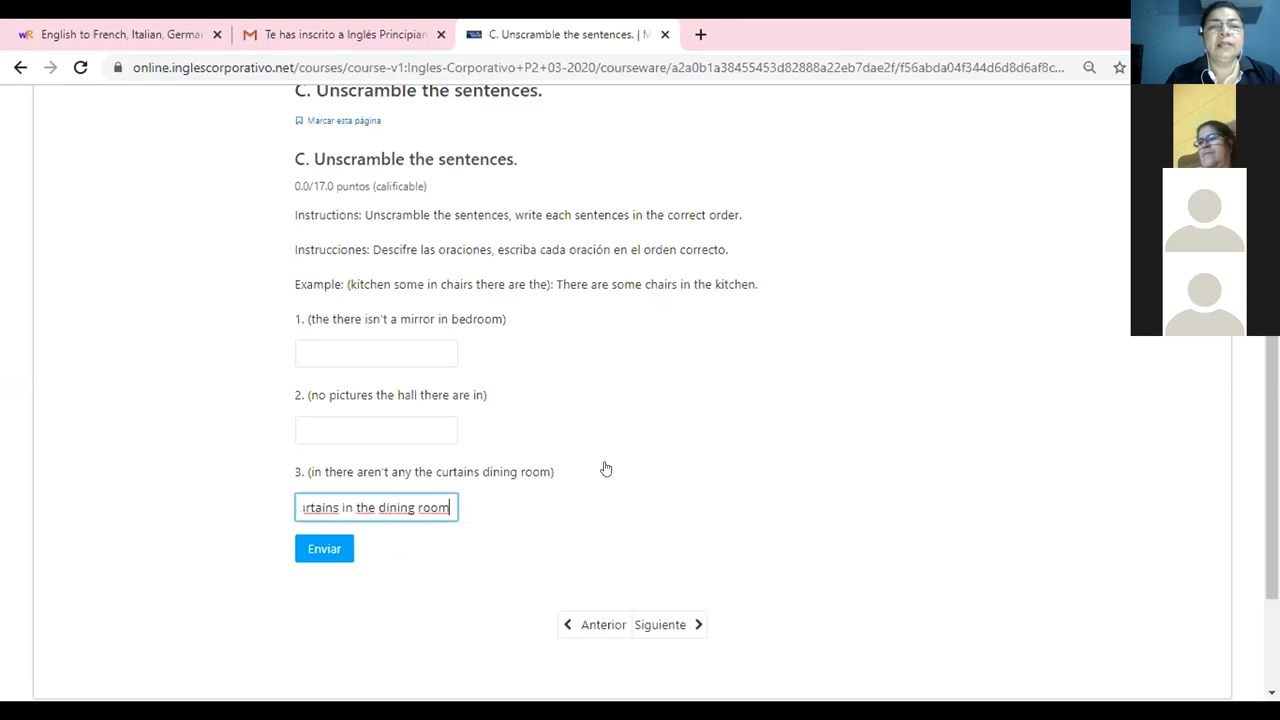 English to French, Italian, Germa
Te has inscrito a Inglés Principian
C. Unscramble the sentences. | M
online.inglescorporativo.net/courses/course-v1:Ingles-Corporativo+P2+03-2020/courseware/a2a0b1a38455453d82888a22eb7dae2f/f56abda04f344d6d8d6af8c...
C. Unscramble the sentences.
Marcar esta página
C. Unscramble the sentences.
0.0/17.0 puntos (calificable)
Instructions: Unscramble the sentences, write each sentences in the correct order.
Instrucciones: Descifre las oraciones, escriba cada oración en el orden correcto.
Example: (kitchen some in chairs there are the): There are some chairs in the kitchen.
1. (the there isn't a mirror in bedroom)
2. (no pictures the hall there are in)
3. (in there aren't any the curtains dining room)
urtains in the dining room
Enviar
Anterior Siguiente